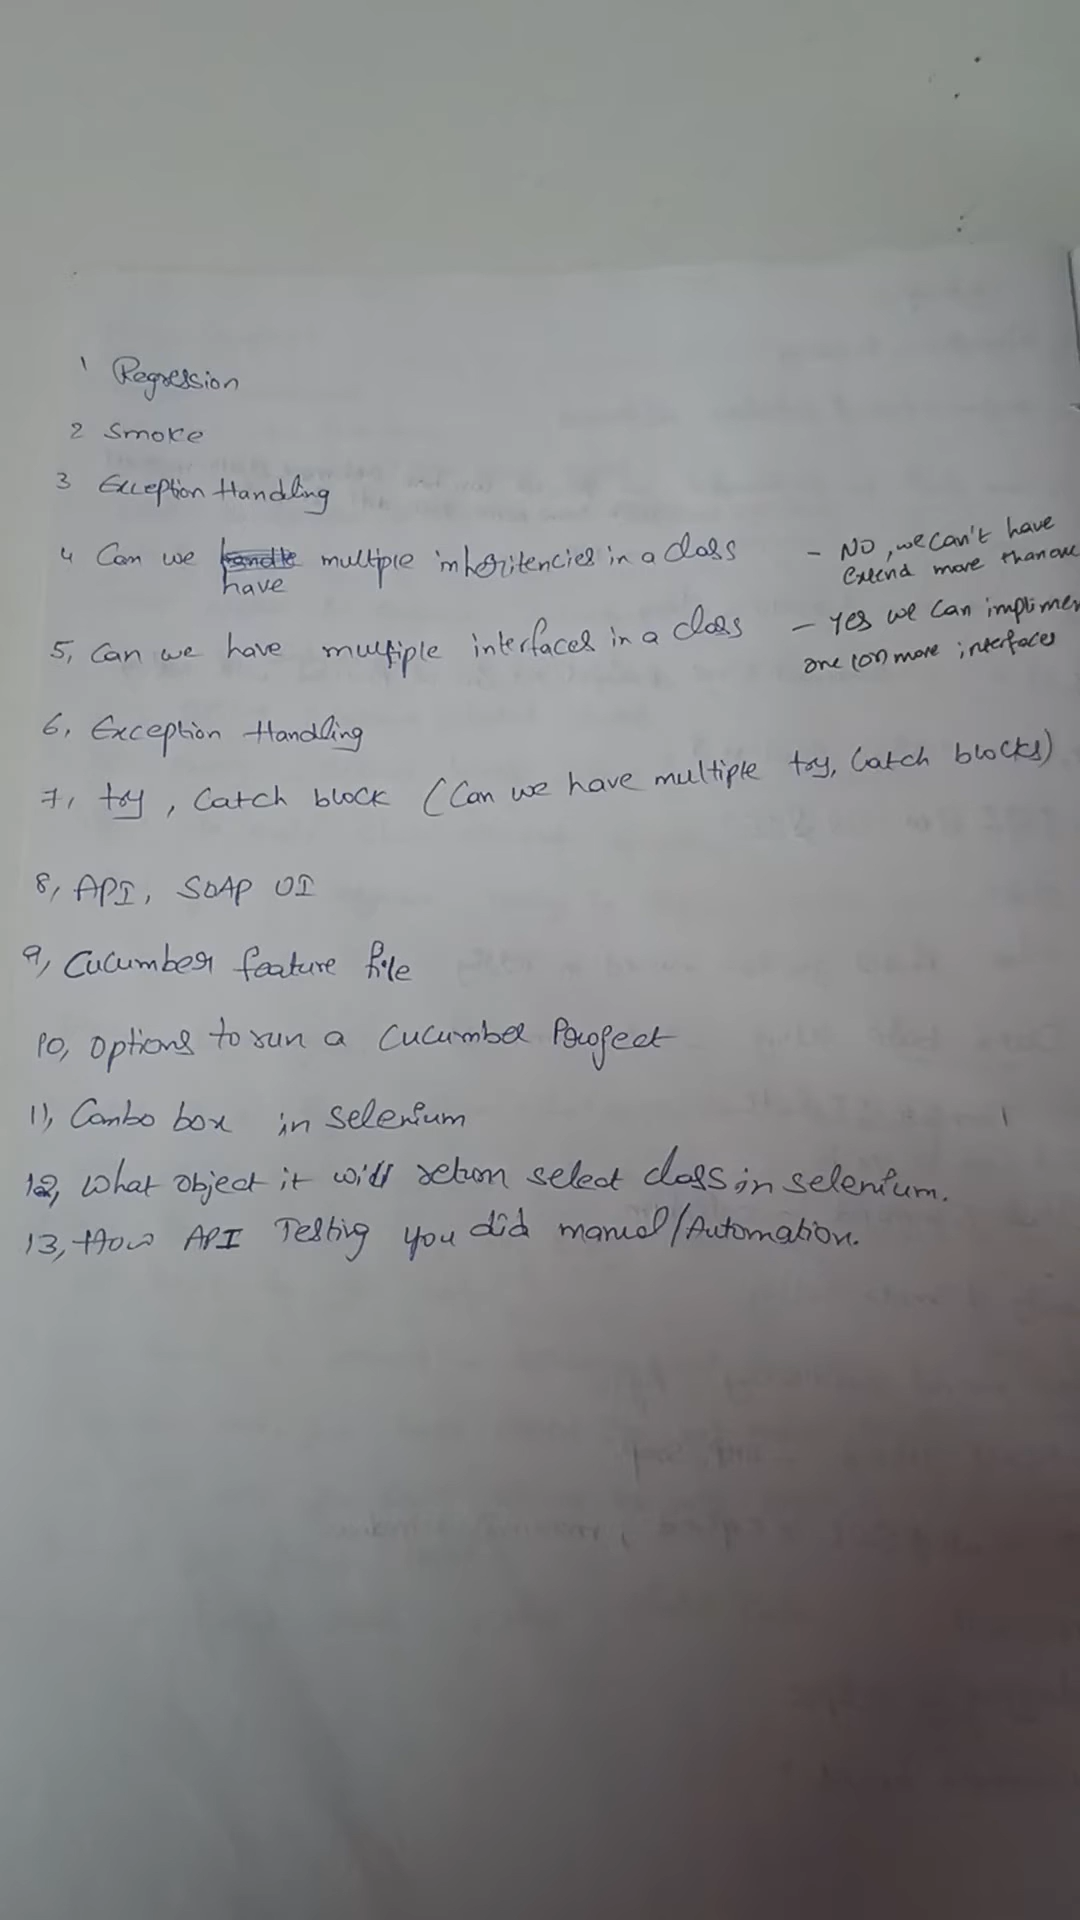 1 Regression
2 Smoke
3 Exception Handling
4 Can we have multiple inheritencies in a class - No, we can't have
extend more than one
5, Can we have multiple interfaces in a class - Yes we can implimen
one (or) more interfaces
6, Exception Handling
7, try, Catch block (Can we have multiple try, Catch blocks)
8, API, SOAP UI
9, Cucumber feature file
10, Options to run a Cucumber Project
11, Combo box in selenium
12, What object it will return select class in selenium.
13, How API Testing you did manual/Automation.